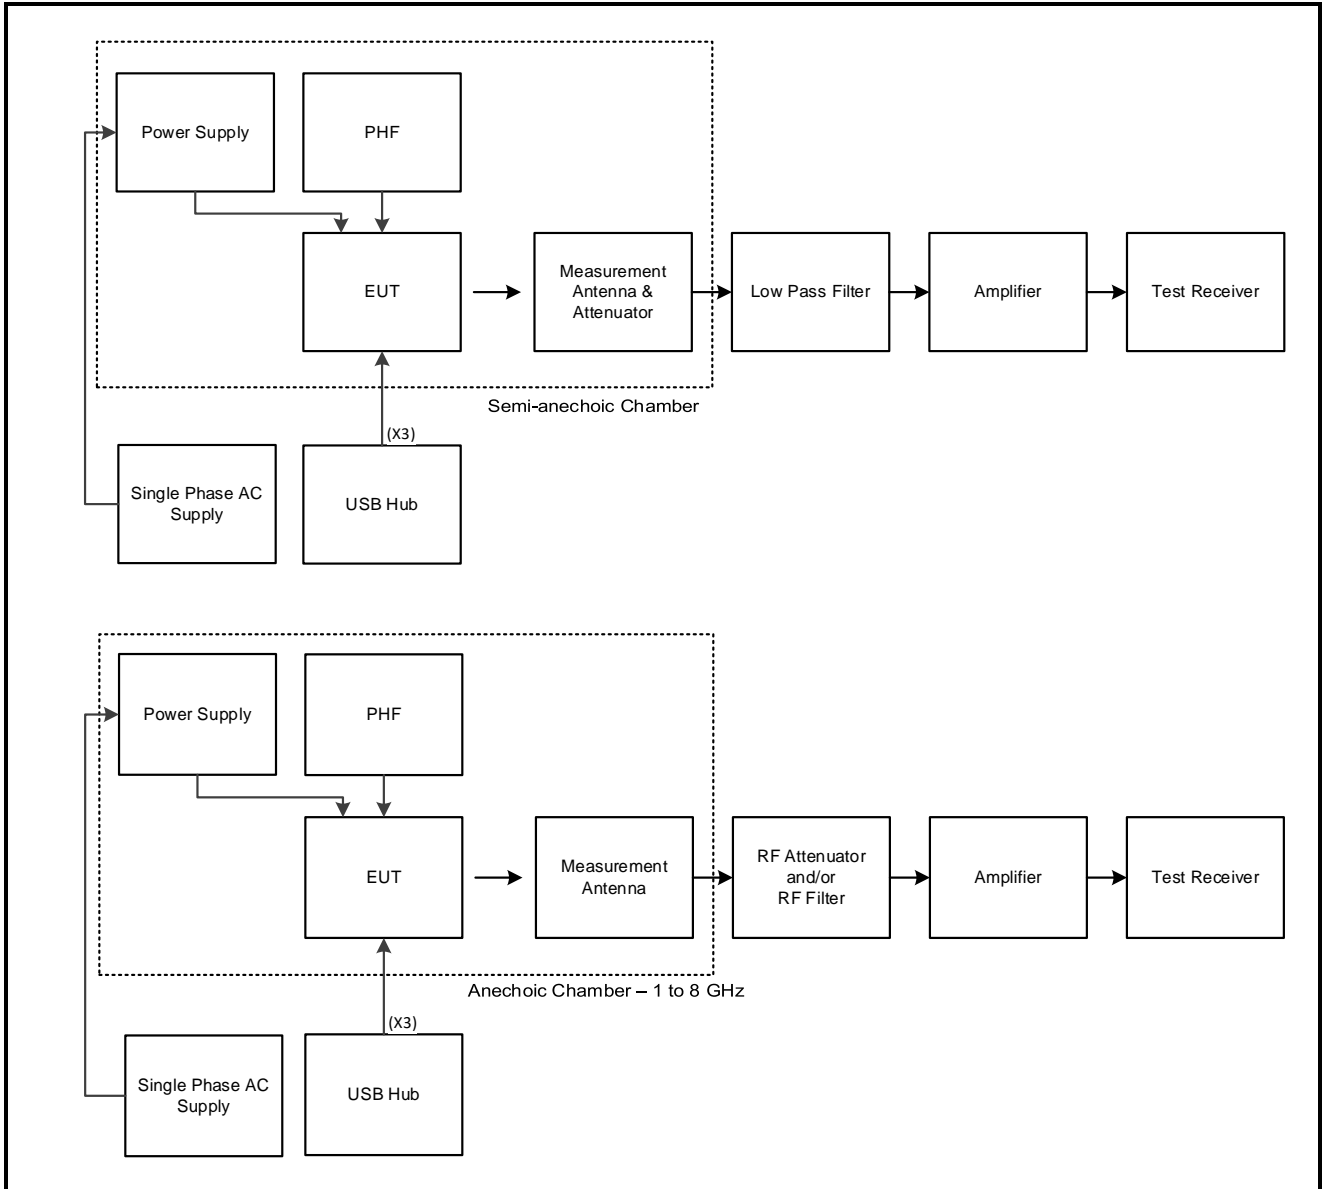 Power Supply
PHF
EUT
Measurement
Antenna &
Attenuator
Low Pass Filter
Amplifier
Test Receiver
Semi-anechoic Chamber
(X3)
Single Phase AC
Supply
USB Hub
Power Supply
PHF
EUT
Measurement
Antenna
RF Attenuator
and/or
RF Filter
Amplifier
Test Receiver
Anechoic Chamber – 1 to 8 GHz
(X3)
Single Phase AC
Supply
USB Hub